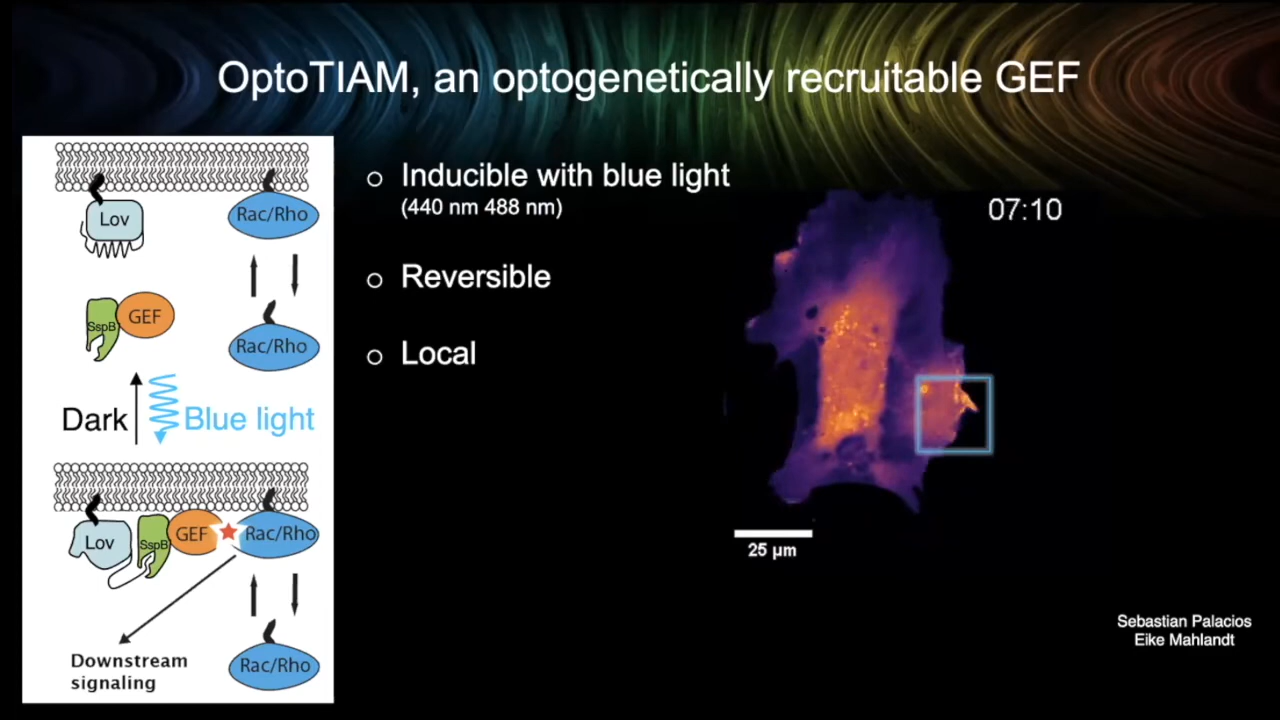 OptoTIAM, an optogenetically recruitable GEF
Lov
Rac/Rho
SspB
GEF
Rac/Rho
Dark
Blue light
Lov
SspB
GEF
Rac/Rho
Downstream
signaling
Rac/Rho
Inducible with blue light
(440 nm 488 nm)
Reversible
Local
07:10
25 µm
Sebastian Palacios
Eike Mahlandt